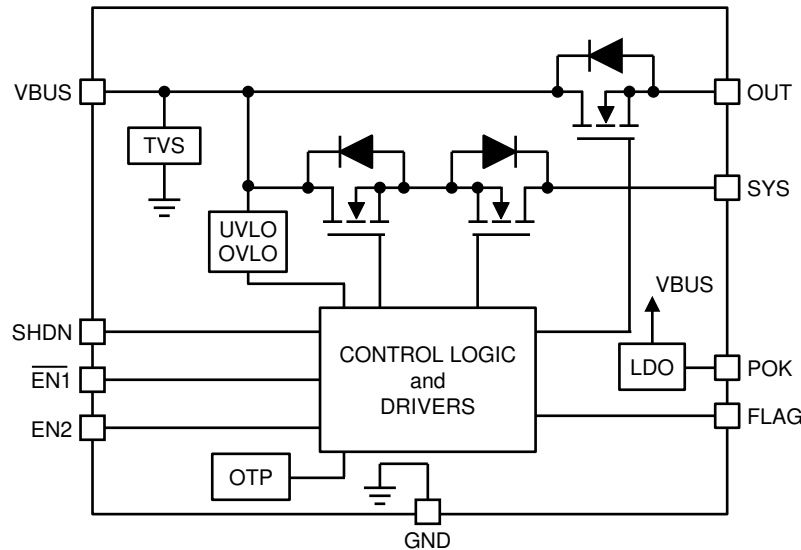 VBUS
OUT
TVS
SYS
UVLO
OVLO
VBUS
SHDN
CONTROL LOGIC
and
DRIVERS
LDO
POK
EN1
FLAG
EN2
OTP
GND